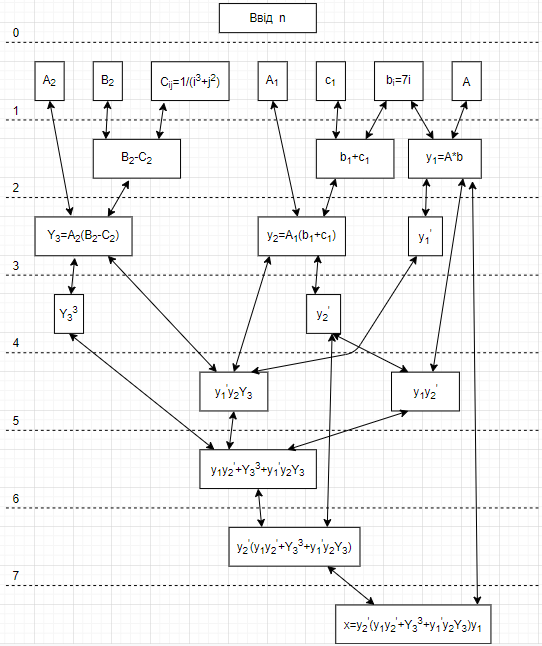 Ввід n
0
A₂ B₂ Cᵢⱼ=1/(i³+j²) A₁ c₁ bᵢ=7i A
1
B₂-C₂ b₁+c₁ y₁=A*b
2
Y₃=A₂(B₂-C₂) y₂=A₁(b₁+c₁) y₁'
3
Y₃³ y₂'
4
y₁'y₂Y₃ y₁y₂'
5
y₁y₂'+Y₃³+y₁'y₂Y₃
6
y₂'(y₁y₂'+Y₃³+y₁'y₂Y₃)
7
x=y₂'(y₁y₂'+Y₃³+y₁'y₂Y₃)y₁